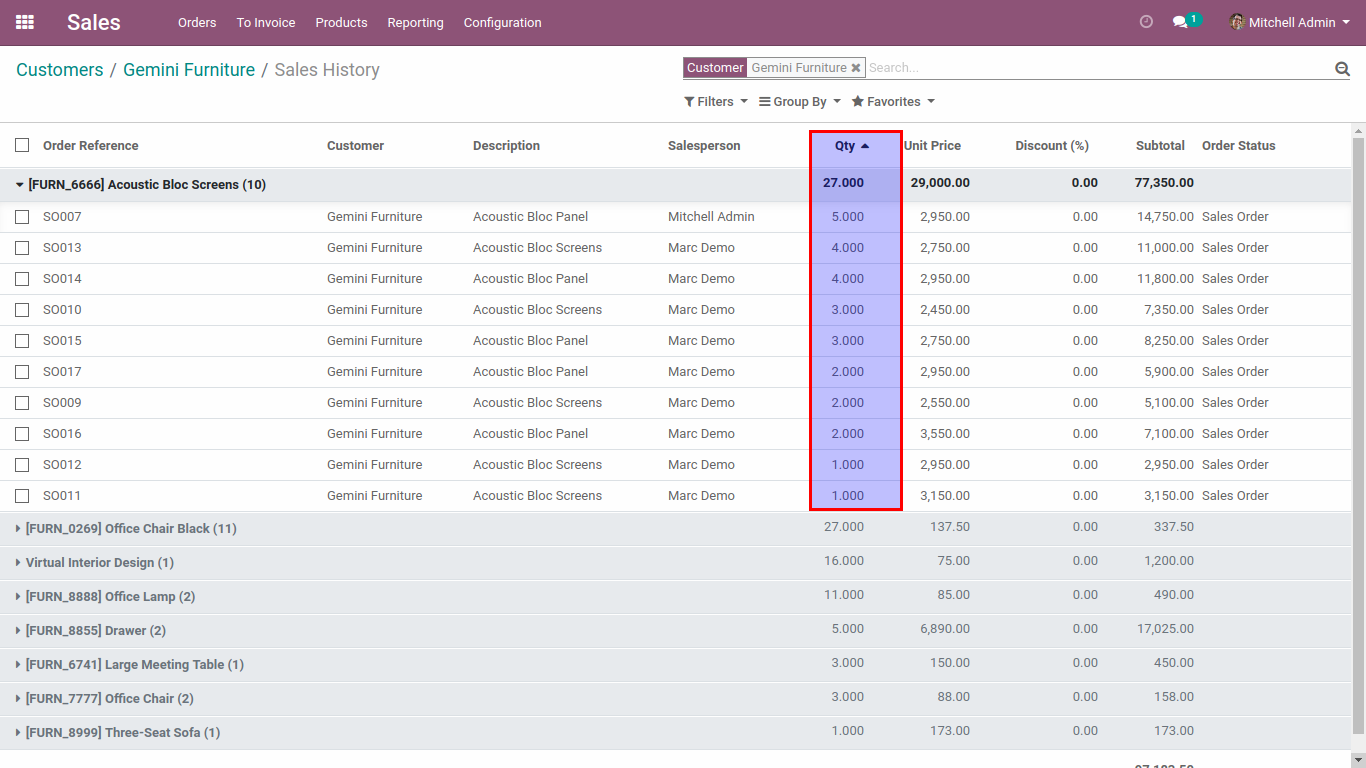 Sales Orders To Invoice Products Reporting Configuration 1 Mitchell Admin
Customers / Gemini Furniture / Sales History
Customer Gemini Furniture Search...
Filters Group By Favorites
Order Reference Customer Description Salesperson Qty Unit Price Discount (%) Subtotal Order Status
[FURN_6666] Acoustic Bloc Screens (10) 27.000 29,000.00 0.00 77,350.00
SO007 Gemini Furniture Acoustic Bloc Panel Mitchell Admin 5.000 2,950.00 0.00 14,750.00 Sales Order
SO013 Gemini Furniture Acoustic Bloc Screens Marc Demo 4.000 2,750.00 0.00 11,000.00 Sales Order
SO014 Gemini Furniture Acoustic Bloc Panel Marc Demo 4.000 2,950.00 0.00 11,800.00 Sales Order
SO010 Gemini Furniture Acoustic Bloc Screens Marc Demo 3.000 2,450.00 0.00 7,350.00 Sales Order
SO015 Gemini Furniture Acoustic Bloc Panel Marc Demo 3.000 2,750.00 0.00 8,250.00 Sales Order
SO017 Gemini Furniture Acoustic Bloc Panel Marc Demo 2.000 2,950.00 0.00 5,900.00 Sales Order
SO009 Gemini Furniture Acoustic Bloc Screens Marc Demo 2.000 2,550.00 0.00 5,100.00 Sales Order
SO016 Gemini Furniture Acoustic Bloc Panel Marc Demo 2.000 3,550.00 0.00 7,100.00 Sales Order
SO012 Gemini Furniture Acoustic Bloc Screens Marc Demo 1.000 2,950.00 0.00 2,950.00 Sales Order
SO011 Gemini Furniture Acoustic Bloc Screens Marc Demo 1.000 3,150.00 0.00 3,150.00 Sales Order
[FURN_0269] Office Chair Black (11) 27.000 137.50 0.00 337.50
Virtual Interior Design (1) 16.000 75.00 0.00 1,200.00
[FURN_8888] Office Lamp (2) 11.000 85.00 0.00 490.00
[FURN_8855] Drawer (2) 5.000 6,890.00 0.00 17,025.00
[FURN_6741] Large Meeting Table (1) 3.000 150.00 0.00 450.00
[FURN_7777] Office Chair (2) 3.000 88.00 0.00 158.00
[FURN_8999] Three-Seat Sofa (1) 1.000 173.00 0.00 173.00